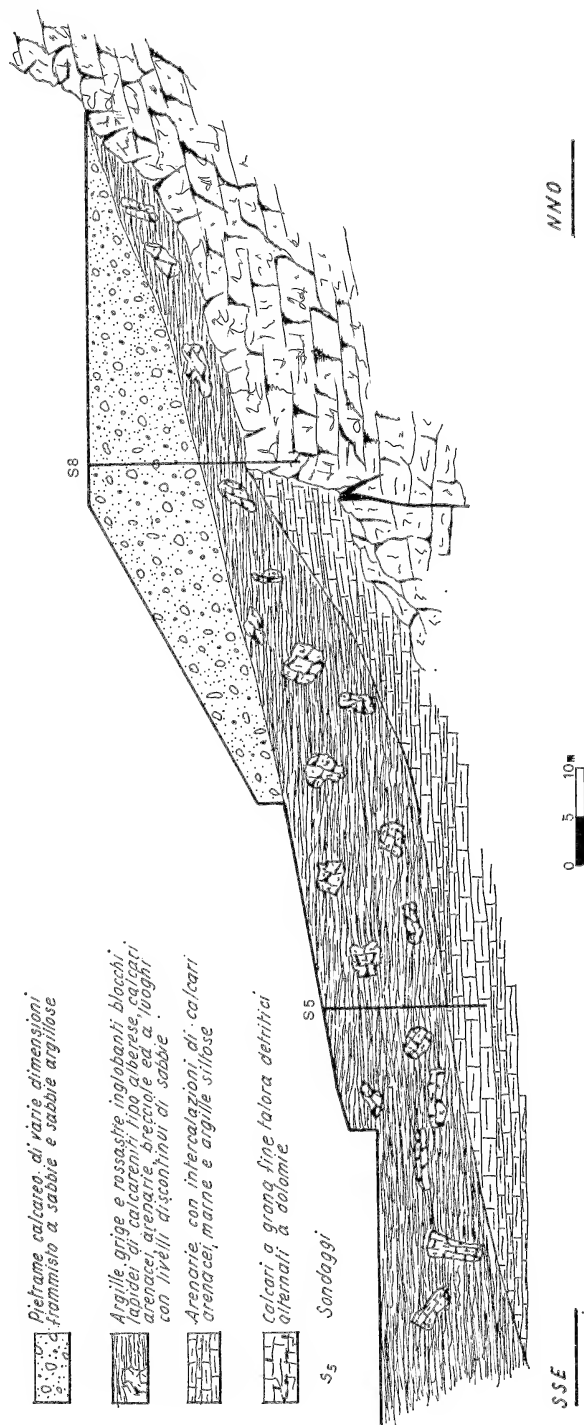 Pietrame calcareo di varie dimensioni
frammisto a sabbie e sabbie argillose
Argille grige e rossastre inglobanti blocchi
lapidei di calcareniti tipo alberese, calcari
arenacei, arenarie, brecciole ed a luoghi
con livelli discontinui di sabbie
Arenarie con intercalazioni di calcari
arenacei, marne e argille siltose
Calcari a grana fine talora detritici
alternati a dolomie
S5 Sondaggi
S8
S5
SSE
0 5 10m
NNO